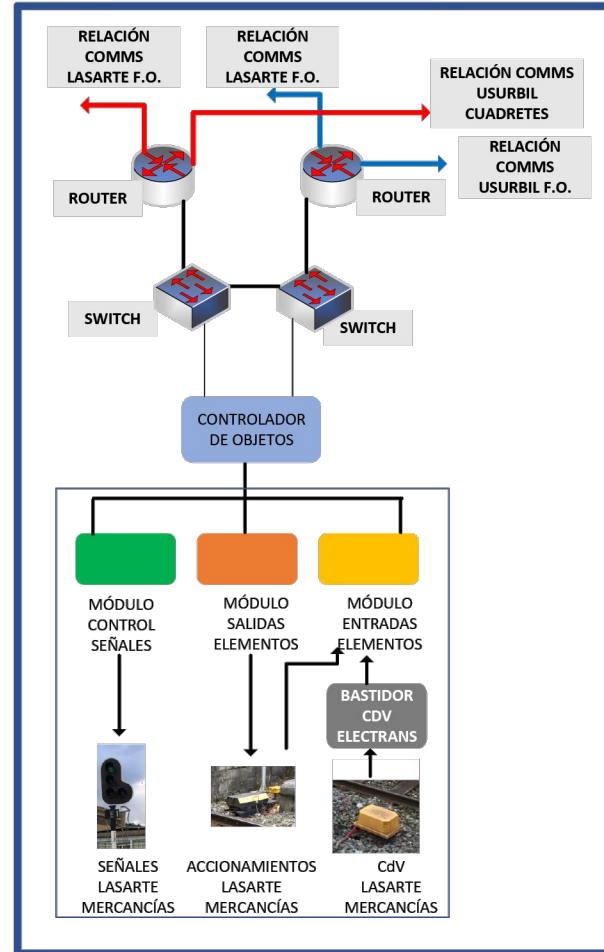 RELACIÓN
COMMS
LASARTE F.O.
RELACIÓN
COMMS
LASARTE F.O.
RELACIÓN COMMS
USURBIL
CUADRETES
RELACIÓN
COMMS
USURBIL F.O.
ROUTER
ROUTER
SWITCH
SWITCH
CONTROLADOR
DE OBJETOS
MÓDULO
CONTROL
SEÑALES
MÓDULO
SALIDAS
ELEMENTOS
MÓDULO
ENTRADAS
ELEMENTOS
BASTIDOR
CDV
ELECTRANS
SEÑALES
LASARTE
MERCANCÍAS
ACCIONAMIENTOS
LASARTE
MERCANCÍAS
CdV
LASARTE
MERCANCÍAS